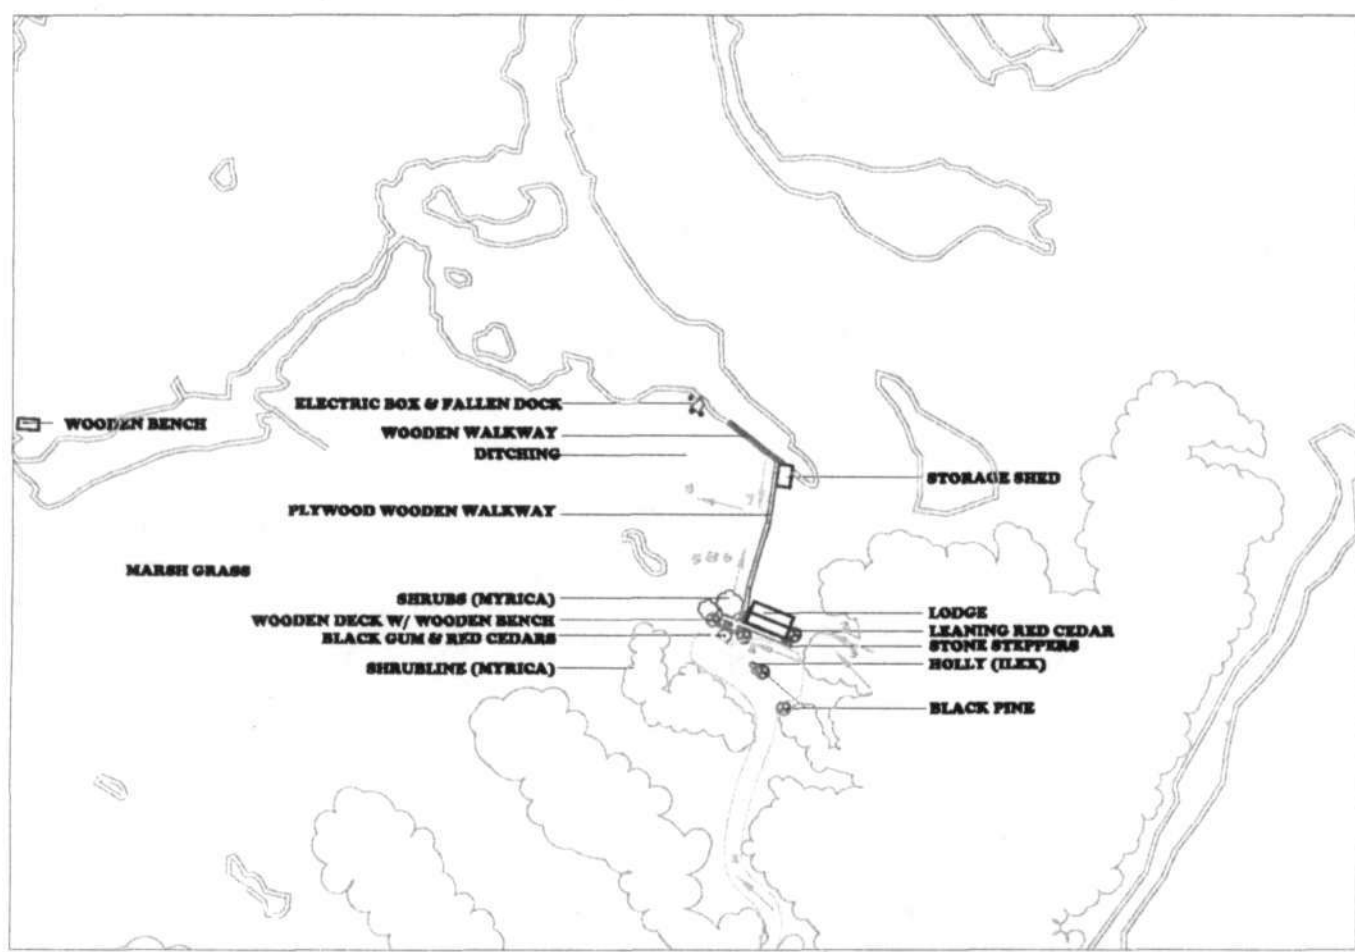 ELECTRIC BOX & FALLEN DOCK
WOODEN BENCH
WOODEN WALKWAY
DITCHING
STORAGE SHED
PLYWOOD WOODEN WALKWAY
MARSH GRASS
SHRUBS (MYRICA)
LODGE
WOODEN DECK W/ WOODEN BENCH
LEANING RED CEDAR
BLACK GUM & RED CEDARS
STONE STEPPERS
HOLLY (ILEX)
SHRUBLINE (MYRICA)
BLACK PINE